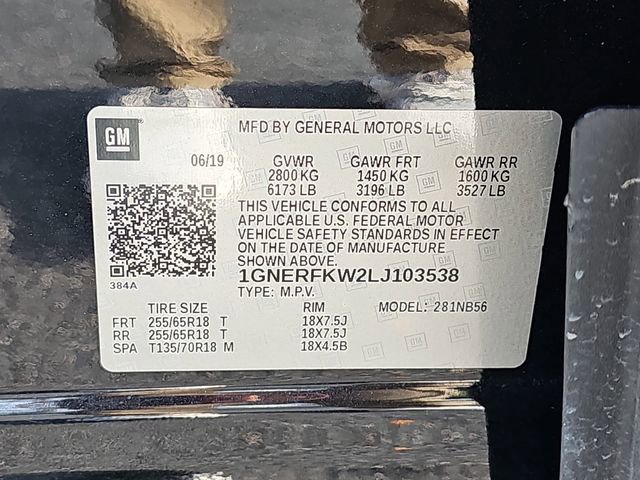 GM MFD BY GENERAL MOTORS LLC
06/19 GVWR GAWR FRT GAWR RR
2800 KG 1450 KG 1600 KG
6173 LB 3196 LB 3527 LB
THIS VEHICLE CONFORMS TO ALL
APPLICABLE U.S. FEDERAL MOTOR
VEHICLE SAFETY STANDARDS IN EFFECT
ON THE DATE OF MANUFACTURE
SHOWN ABOVE.
1GNERFKW2LJ103538
384A TYPE: M.P.V.
TIRE SIZE RIM MODEL: 281NB56
FRT 255/65R18 T 18X7.5J
RR 255/65R18 T 18X7.5J
SPA T135/70R18 M 18X4.5B